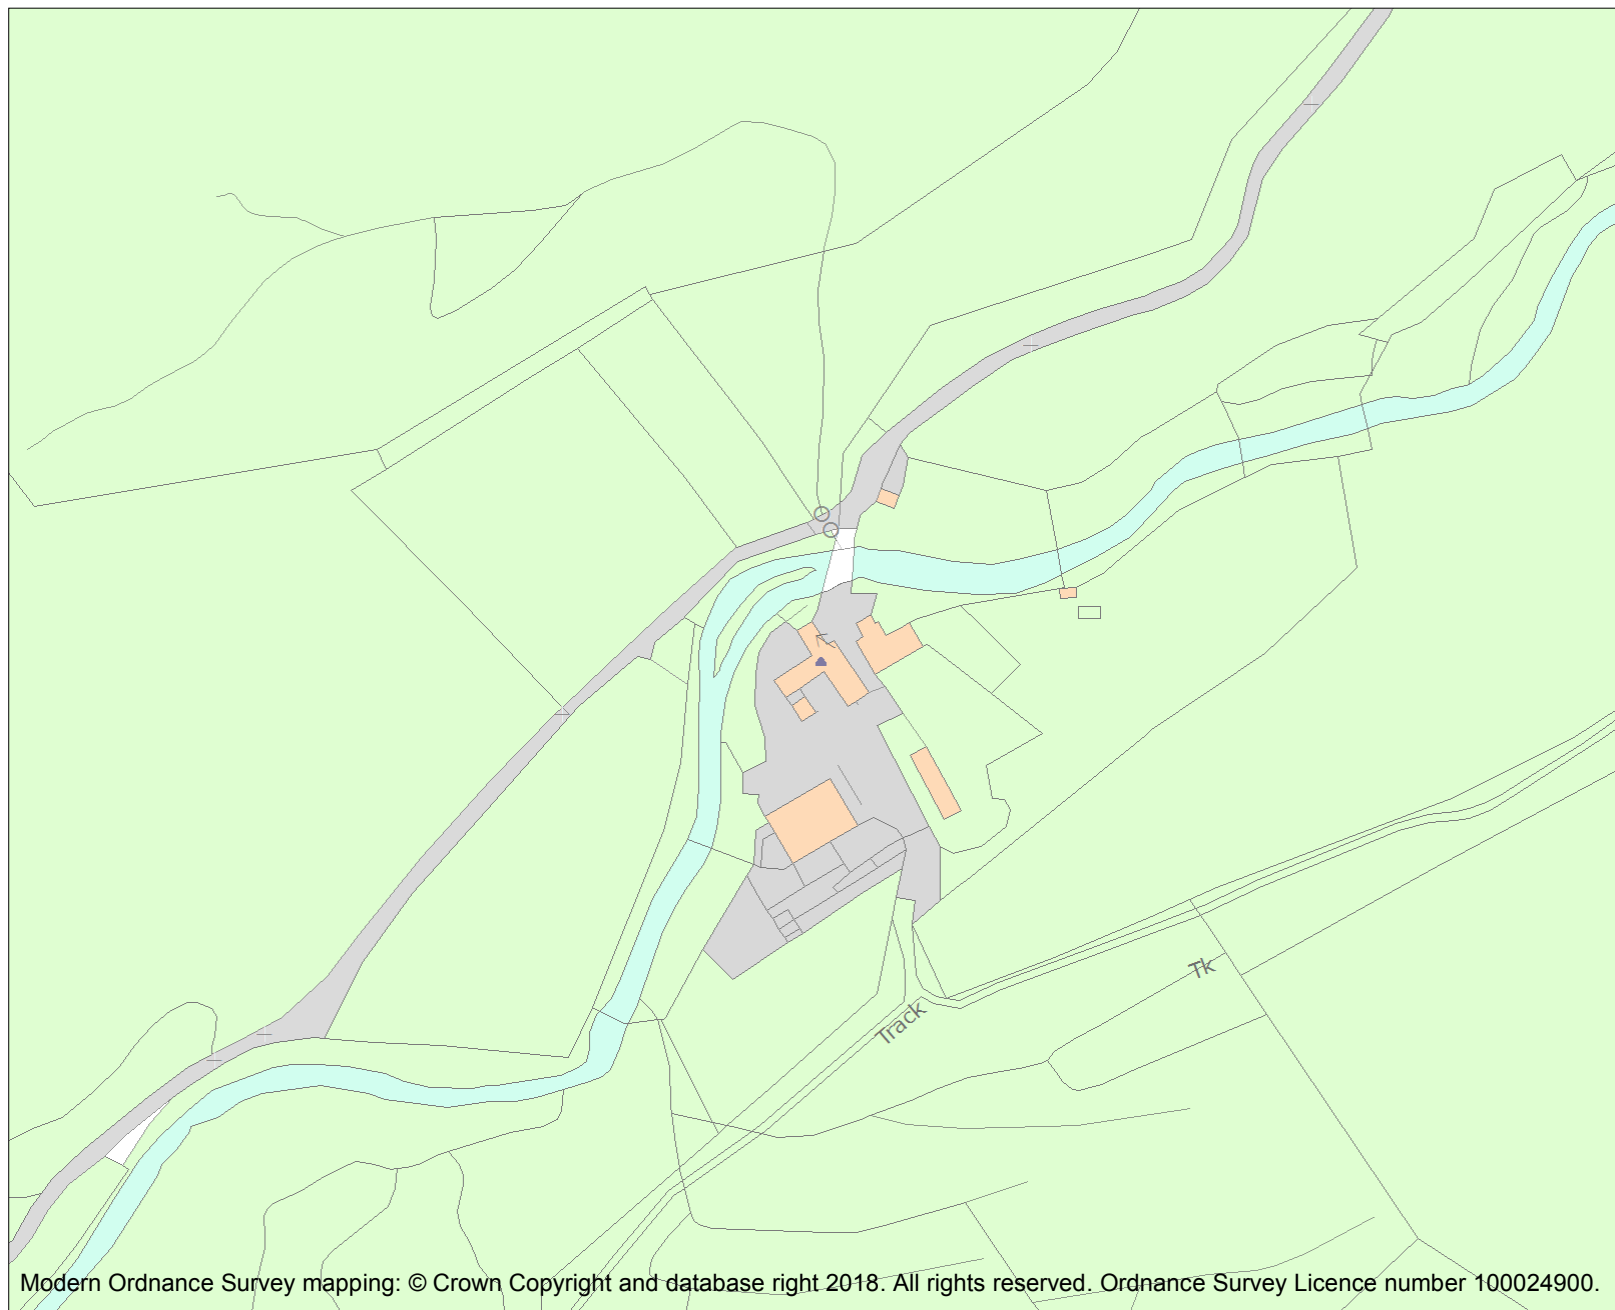 Tk
Track
Modern Ordnance Survey mapping: © Crown Copyright and database right 2018. All rights reserved. Ordnance Survey Licence number 100024900.